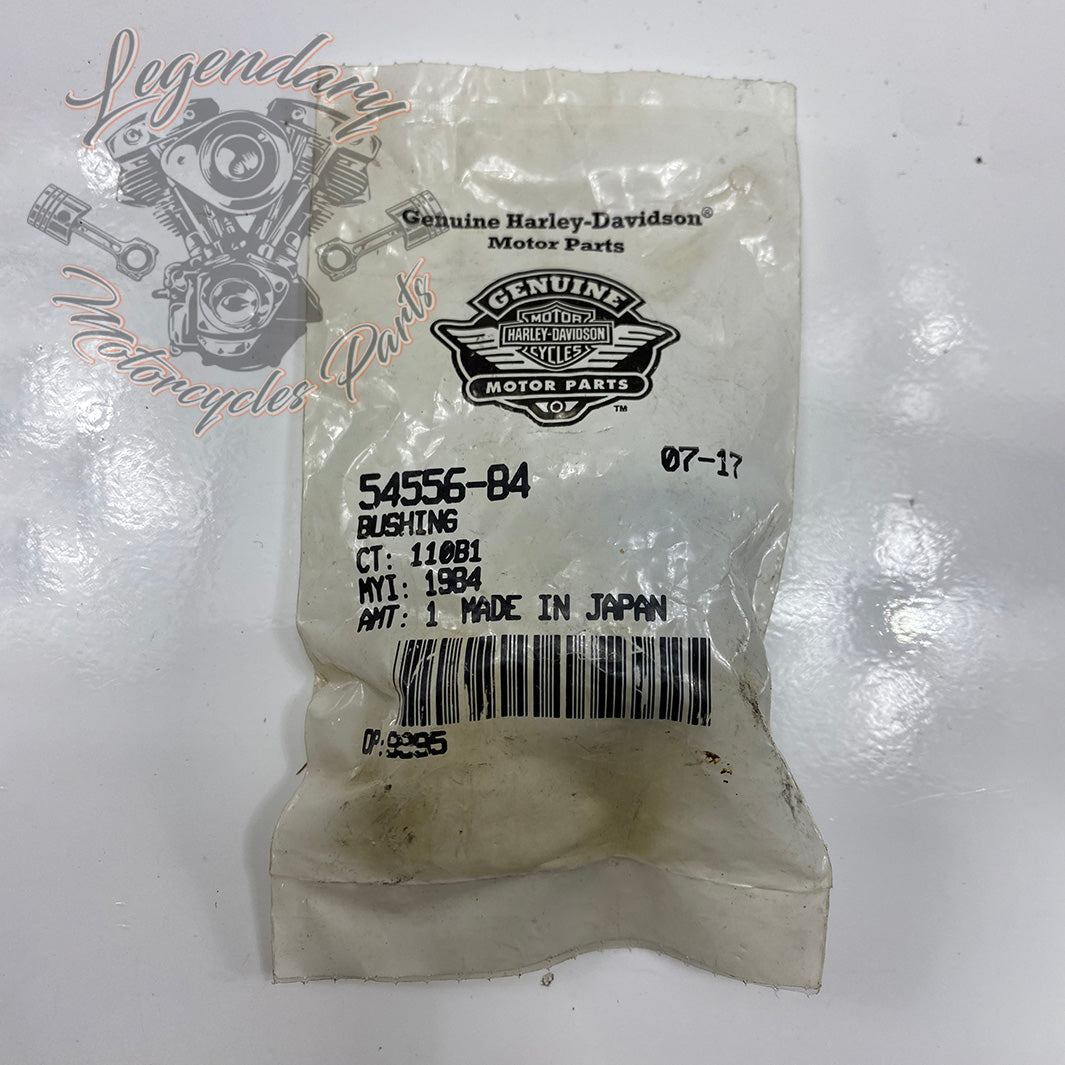 Legendary
Motorcycles Parts
Genuine Harley-Davidson®
Motor Parts
GENUINE
MOTOR
HARLEY-DAVIDSON
CYCLES
MOTOR PARTS
TM
07-17
54556-84
BUSHING
CT: 110B1
MYI: 1984
AMT: 1 MADE IN JAPAN
OP: